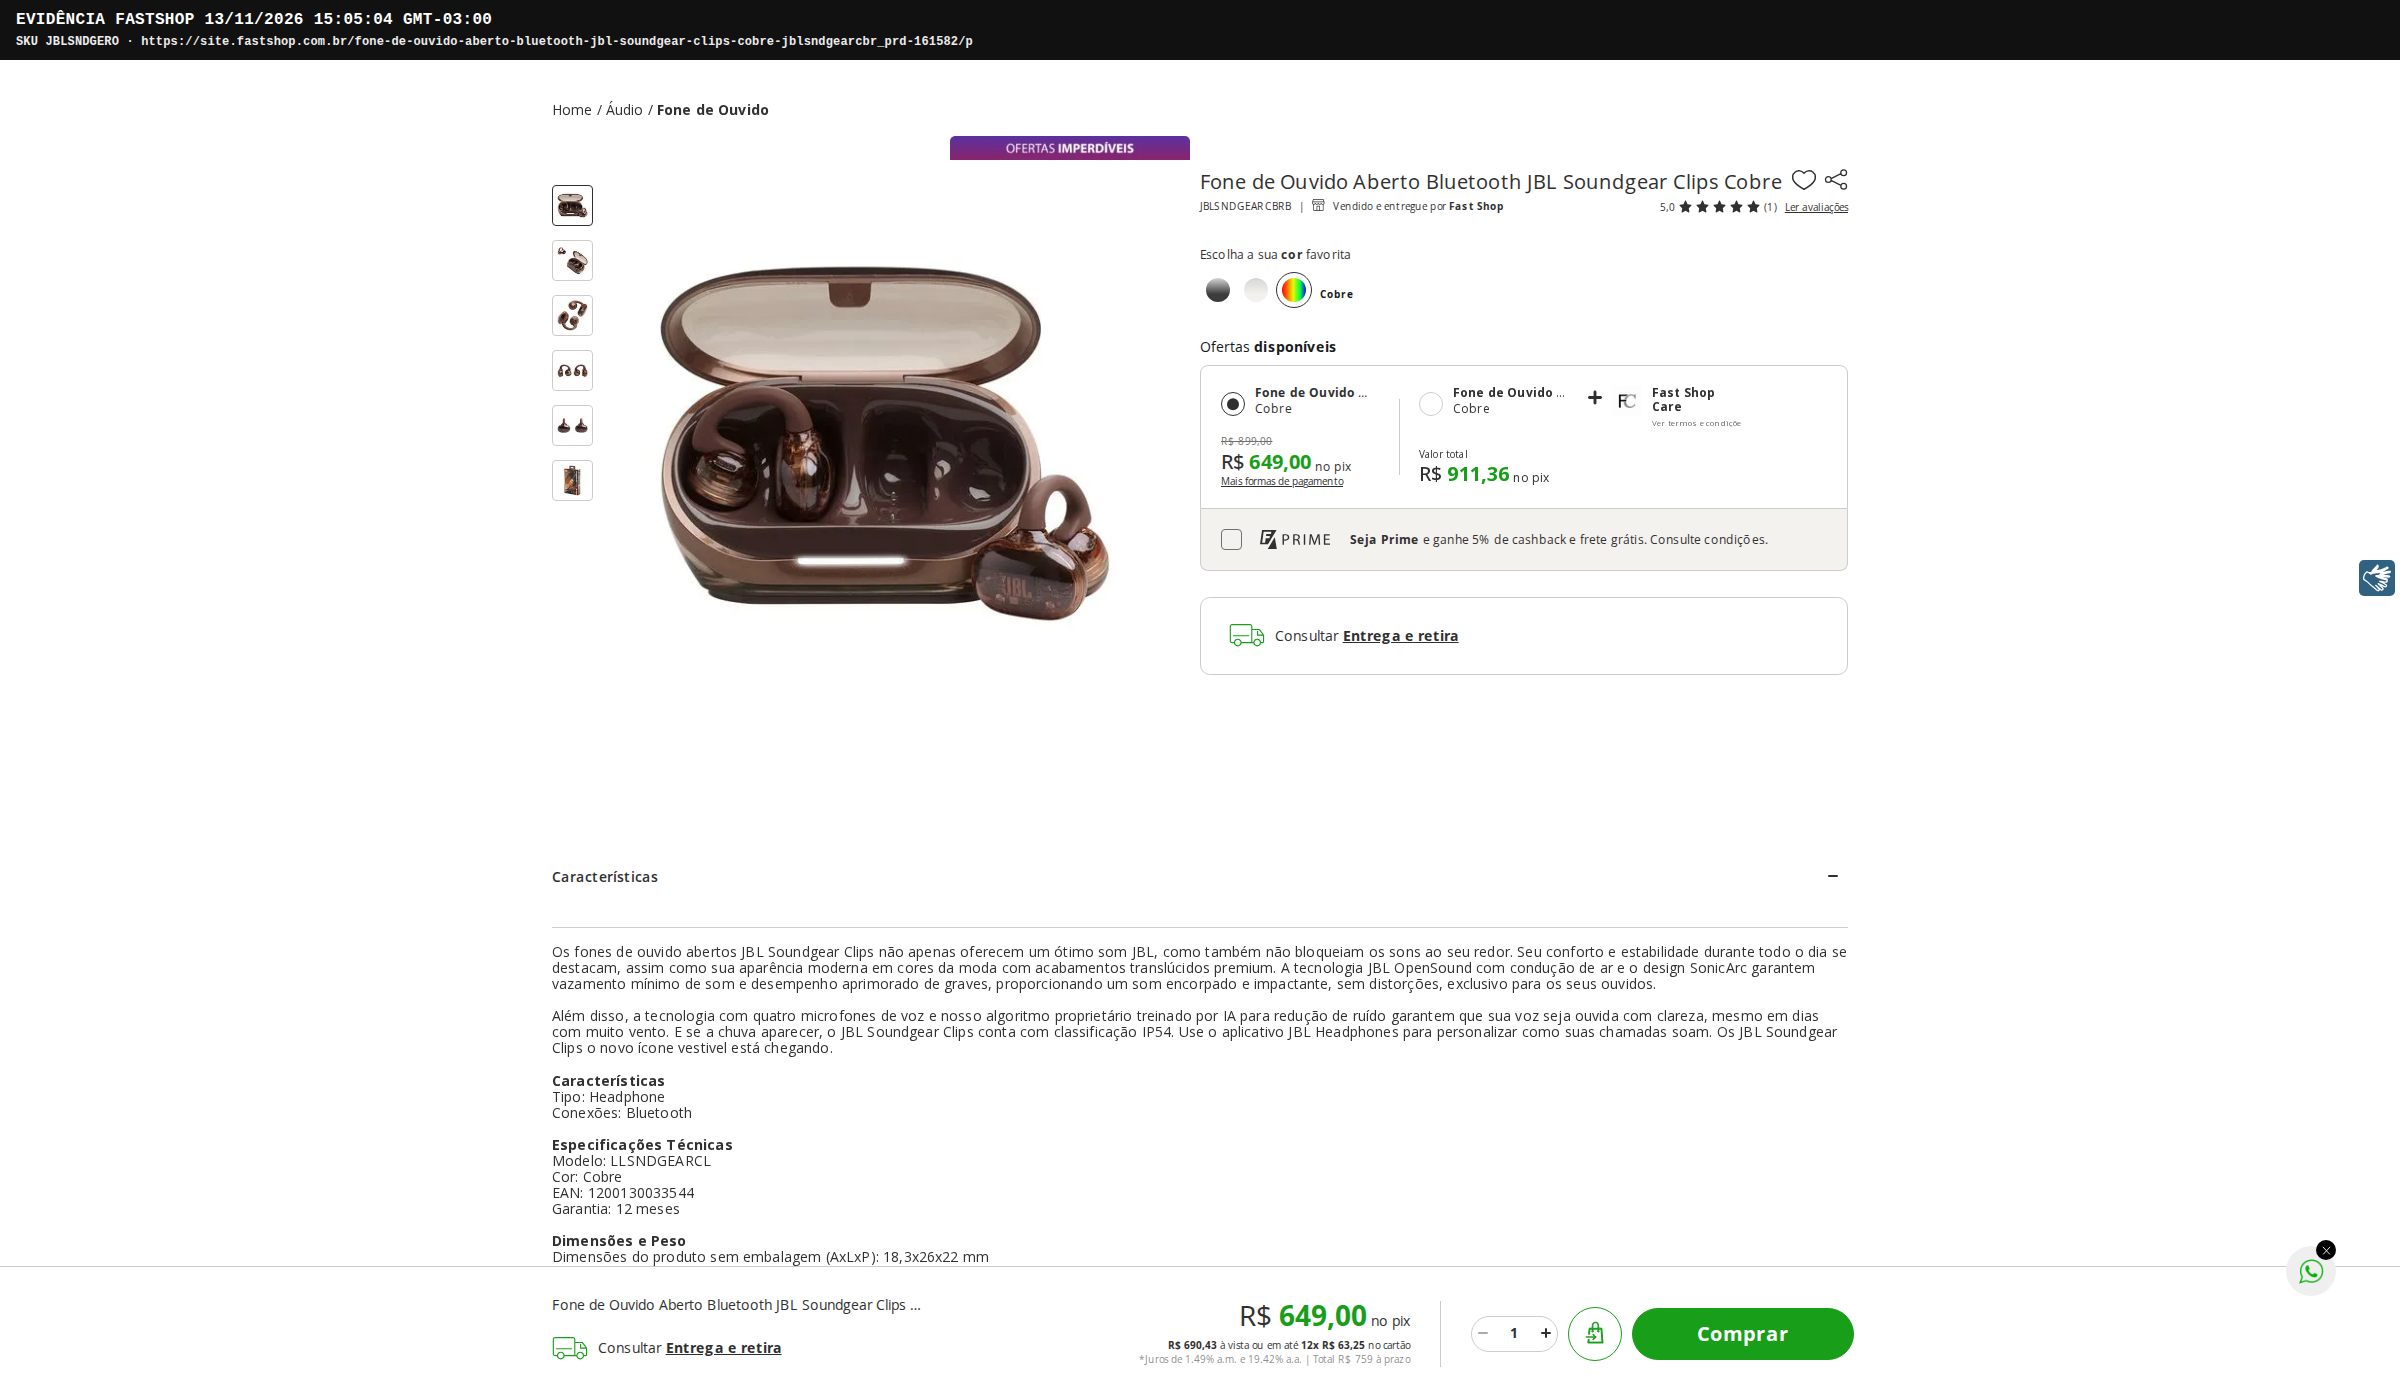 EVIDÊNCIA FASTSHOP 13/11/2026 15:05:04 GMT-03:00
SKU JBLSNDGERO · https://site.fastshop.com.br/fone-de-ouvido-aberto-bluetooth-jbl-soundgear-clips-cobre-jblsndgearcbr_prd-161582/p
Home / Áudio / Fone de Ouvido
OFERTAS IMPERDÍVEIS
Fone de Ouvido Aberto Bluetooth JBL Soundgear Clips Cobre
JBLSNDGEARCBRB | Vendido e entregue por Fast Shop
5,0 (1) Ler avaliações
Escolha a sua cor favorita
Cobre
Ofertas disponíveis
Fone de Ouvido ...
Cobre
R$ 899,00
R$ 649,00 no pix
Mais formas de pagamento
Fone de Ouvido ...
Cobre
+
FC
Fast Shop
Care
Ver termos e condiçõe
Valor total
R$ 911,36 no pix
PRIME
Seja Prime e ganhe 5% de cashback e frete grátis. Consulte condições.
Consultar Entrega e retira
JBL
Características
Os fones de ouvido abertos JBL Soundgear Clips não apenas oferecem um ótimo som JBL, como também não bloqueiam os sons ao seu redor. Seu conforto e estabilidade durante todo o dia se
destacam, assim como sua aparência moderna em cores da moda com acabamentos translúcidos premium. A tecnologia JBL OpenSound com condução de ar e o design SonicArc garantem
vazamento mínimo de som e desempenho aprimorado de graves, proporcionando um som encorpado e impactante, sem distorções, exclusivo para os seus ouvidos.
Além disso, a tecnologia com quatro microfones de voz e nosso algoritmo proprietário treinado por IA para redução de ruído garantem que sua voz seja ouvida com clareza, mesmo em dias
com muito vento. E se a chuva aparecer, o JBL Soundgear Clips conta com classificação IP54. Use o aplicativo JBL Headphones para personalizar como suas chamadas soam. Os JBL Soundgear
Clips o novo ícone vestivel está chegando.
Características
Tipo: Headphone
Conexões: Bluetooth
Especificações Técnicas
Modelo: LLSNDGEARCL
Cor: Cobre
EAN: 1200130033544
Garantia: 12 meses
Dimensões e Peso
Dimensões do produto sem embalagem (AxLxP): 18,3x26x22 mm
Fone de Ouvido Aberto Bluetooth JBL Soundgear Clips ...
Consultar Entrega e retira
R$ 649,00 no pix
R$ 690,43 à vista ou em até 12x R$ 63,25 no cartão
*Juros de 1.49% a.m. e 19.42% a.a. | Total R$ 759 à prazo
1
Comprar